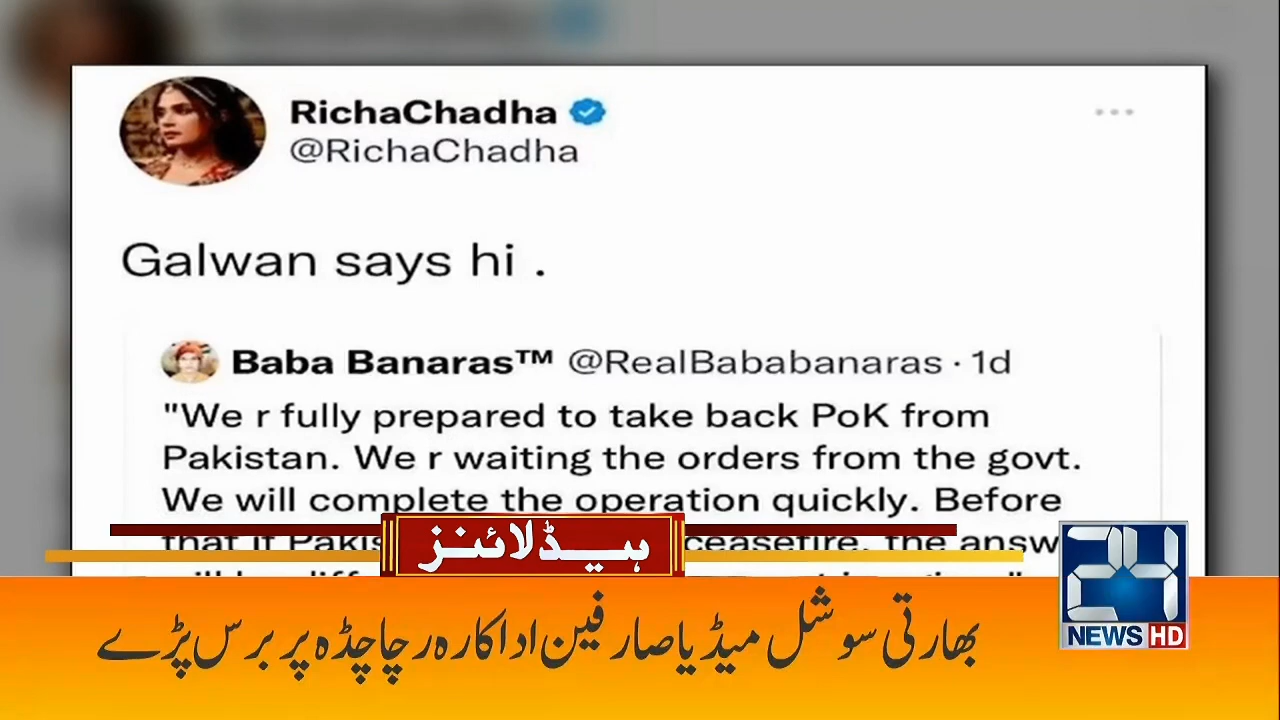 RichaChadha
@RichaChadha
Galwan says hi .
Baba Banaras™ @RealBababanaras · 1d
"We r fully prepared to take back PoK from
Pakistan. We r waiting the orders from the govt.
We will complete the operation quickly. Before
ceasefire, the
ہیڈلائنز
24
NEWS HD
بھارتی سوشل میڈیا صارفین اداکارہ رچا چڈہ پر برس پڑے